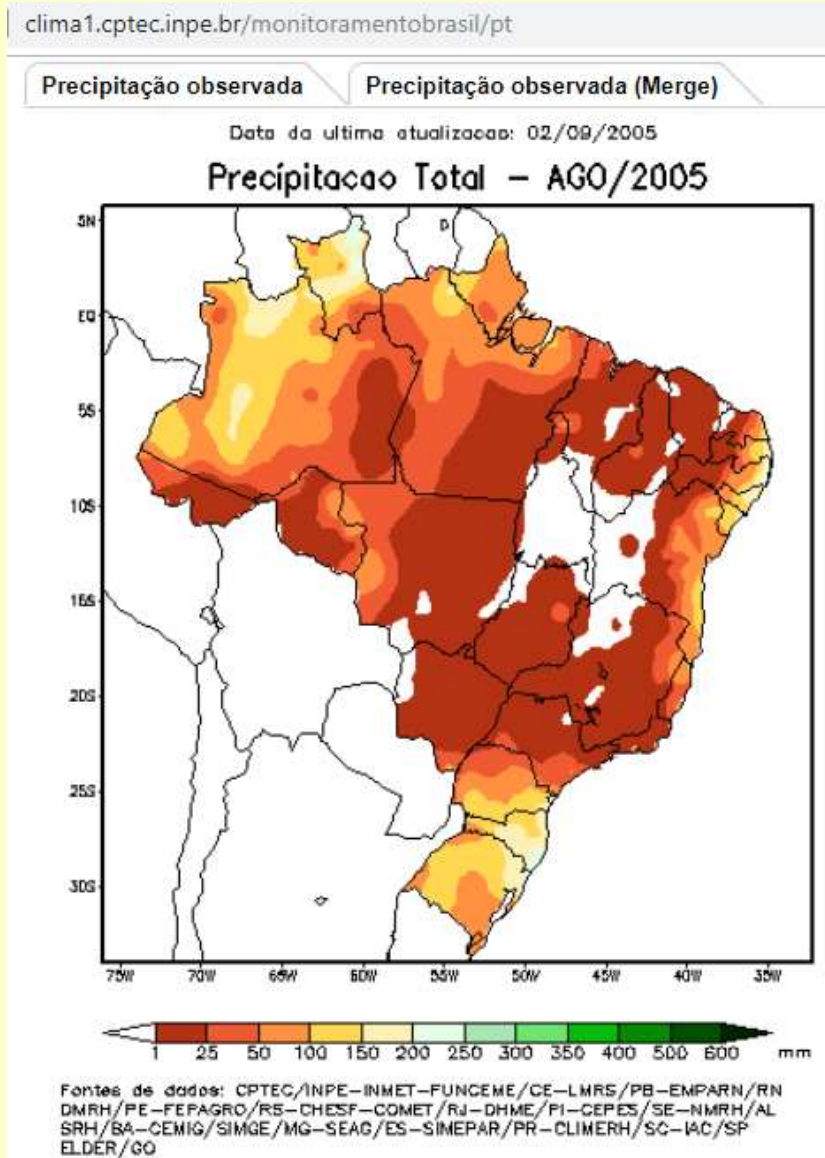 clima1.cptec.inpe.br/monitoramentobrasil/pt
Precipitação observada Precipitação observada (Merge)
Data da ultima atualizacao: 02/09/2005
Precipitacao Total – AGO/2005
5N
EQ
5S
10S
15S
20S
25S
30S
75W 70W 65W 60W 55W 50W 45W 40W 35W
1 25 50 100 150 200 250 300 350 400 500 600 mm
Fontes de dados: CPTEC/INPE–INMET–FUNCEME/CE–LMRS/PB–EMPARN/RN
DMRH/PE–FEPAGRO/RS–CHESF–COMET/RJ–DHME/PI–CEPES/SE–NMRH/AL
SRH/BA–CEMIG/SIMGE/MG–SEAG/ES–SIMEPAR/PR–CLIMERH/SC–IAC/SP
ELDER/GO